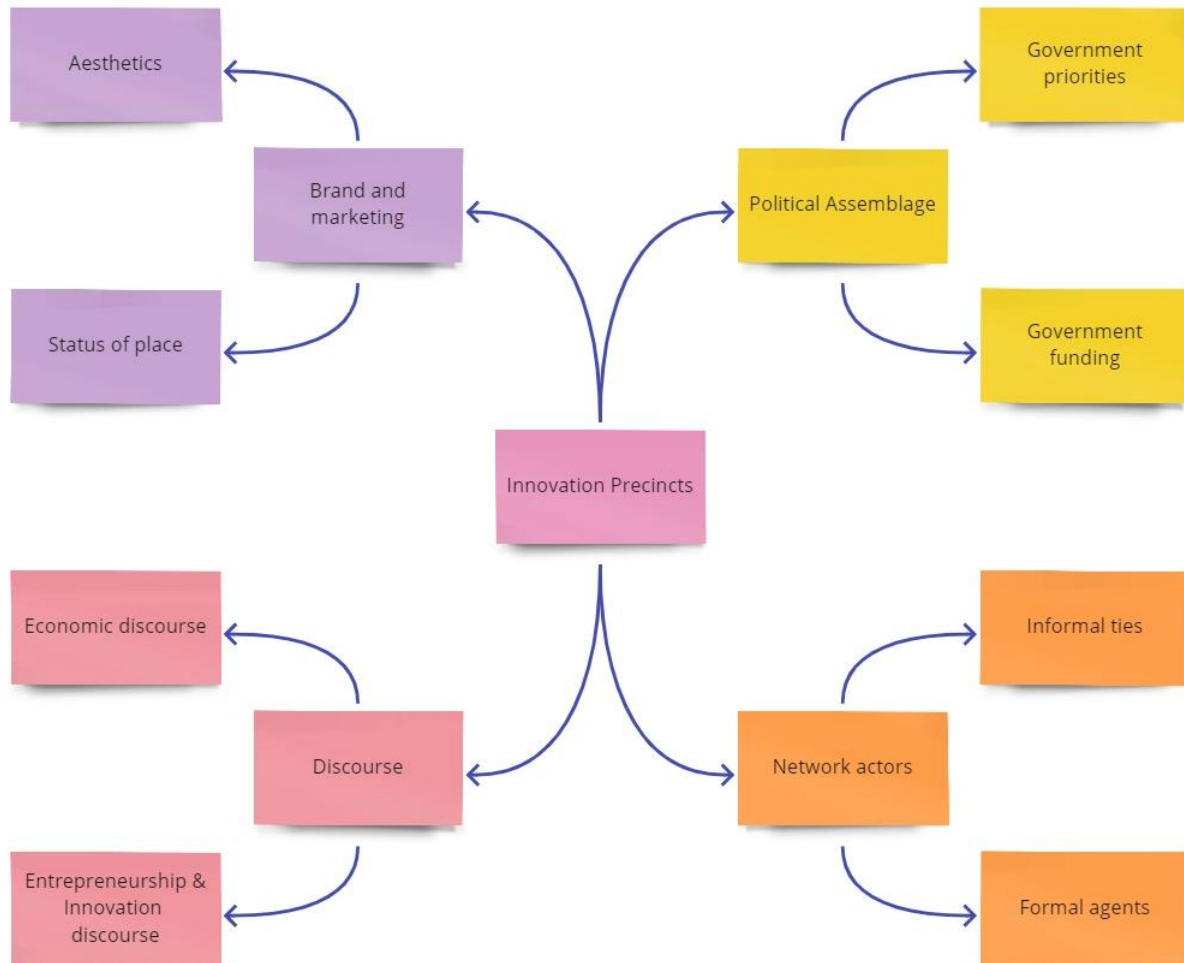 Aesthetics
Government
priorities
Brand and
marketing
Political Assemblage
Status of place
Government
funding
Innovation Precincts
Economic discourse
Informal ties
Discourse
Network actors
Entrepreneurship &
Innovation
discourse
Formal agents